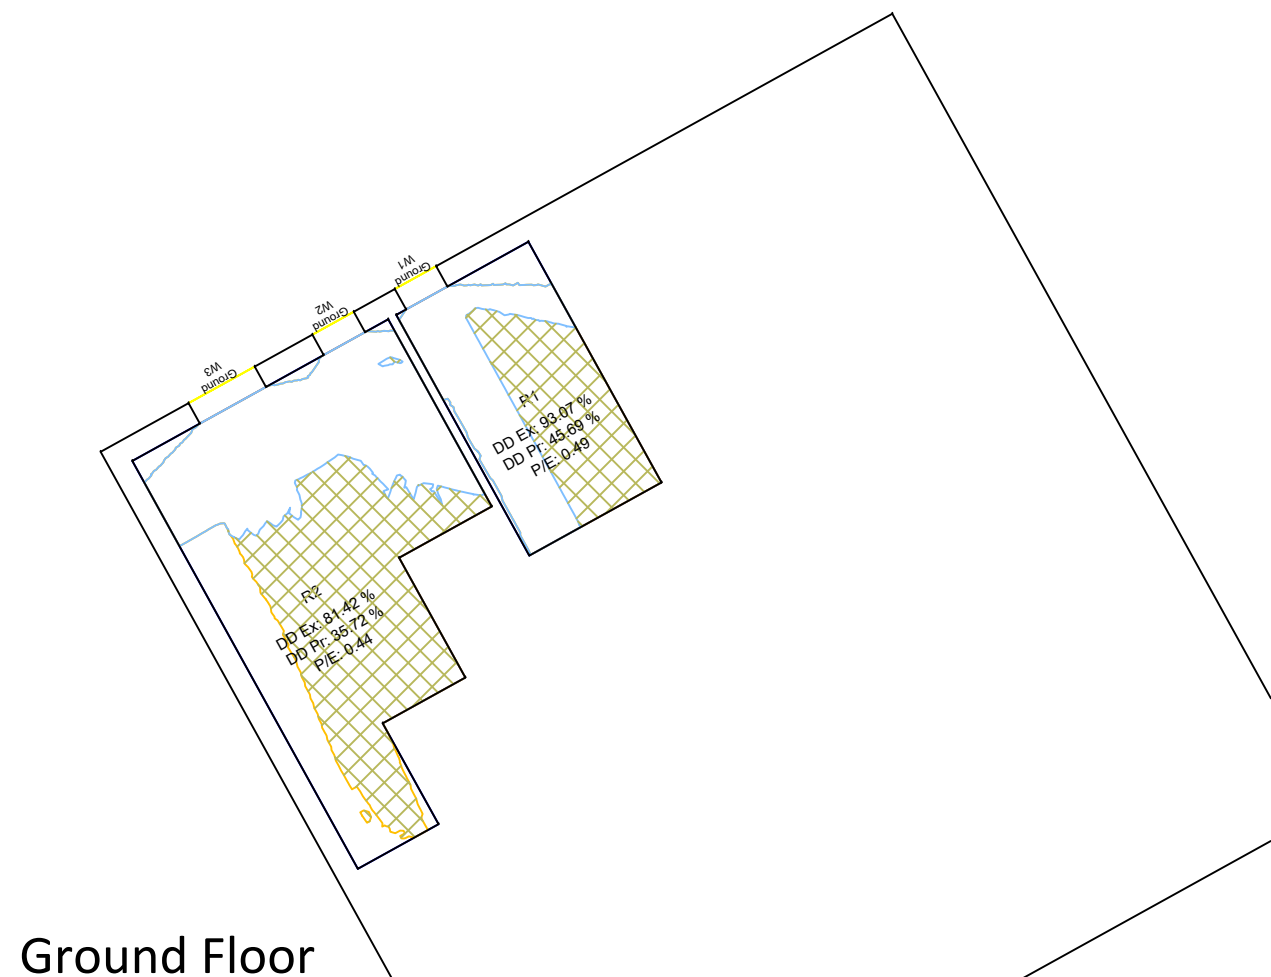 W1
Ground
W2
Ground
W3
Ground
R1
DD Ex: 93.07 %
DD Pr: 45.69 %
P/E: 0.49
R2
DD Ex: 81.42 %
DD Pr: 35.72 %
P/E: 0.44
Ground Floor